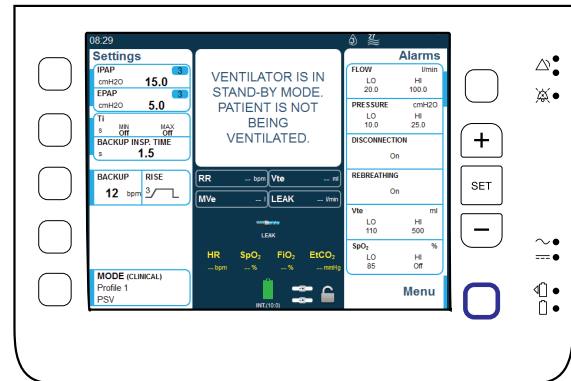 08:29
27
Settings
IPAP 3
cmH2O 15.0
EPAP 3
cmH2O 5.0
Ti
s MIN Off MAX Off
BACKUP INSP. TIME
s 1.5
BACKUP RISE
12 bpm 3
MODE (CLINICAL)
Profile 1
PSV
VENTILATOR IS IN
STAND-BY MODE.
PATIENT IS NOT
BEING
VENTILATED.
RR -- bpm Vte -- ml
MVe -- l LEAK -- l/min
LEAK
HR SpO₂ FiO₂ EtCO₂
-- bpm -- % -- % -- mmHg
INT.(10:0)
Alarms
FLOW l/min
LO HI
20.0 100.0
PRESSURE cmH2O
LO HI
10.0 25.0
DISCONNECTION
On
REBREATHING
On
Vte ml
LO HI
110 500
SpO₂ %
LO HI
85 Off
Menu
+
SET
−